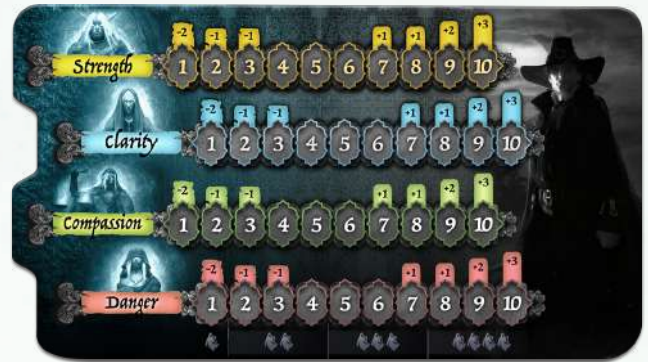 -2 -1 -1 +1 +1 +2 +3
Strength 1 2 3 4 5 6 7 8 9 10
-2 -1 -1 +1 +1 +2 +3
Clarity 1 2 3 4 5 6 7 8 9 10
-2 -1 -1 +1 +1 +2 +3
Compassion 1 2 3 4 5 6 7 8 9 10
-2 -1 -1 +1 +1 +2 +3
Danger 1 2 3 4 5 6 7 8 9 10